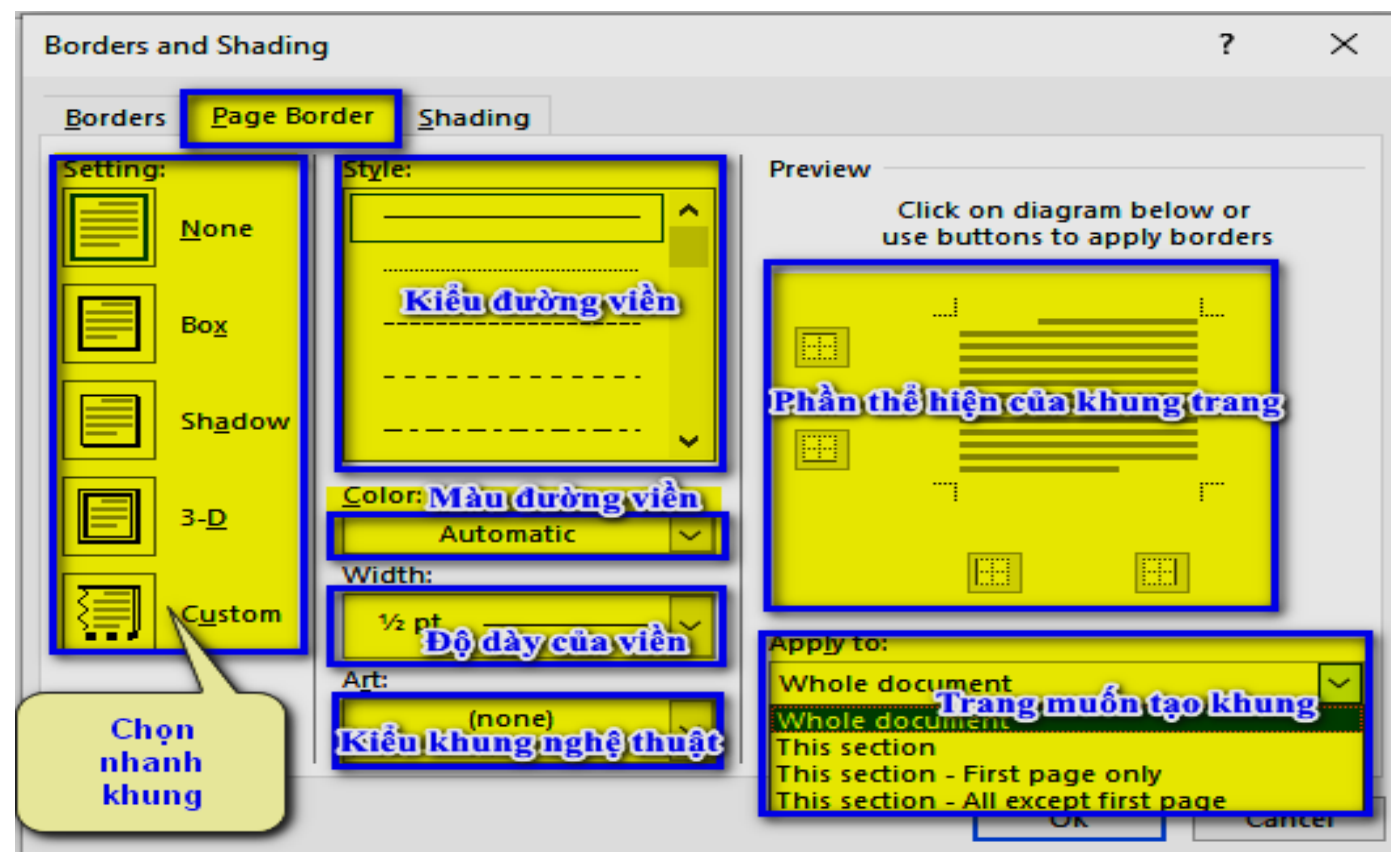 Borders and Shading ? ×
Borders Page Border Shading
Setting:
None
Box
Shadow
3-D
Custom
Chọn
nhanh
khung
Style:
Kiểu đường viền
Color: Màu đường viền
Automatic
Width:
½ pt
Độ dày của viền
Art:
(none)
Kiểu khung nghệ thuật
Preview
Click on diagram below or
use buttons to apply borders
Phần thể hiện của khung trang
Apply to:
Whole document
Trang muốn tạo khung
Whole document
This section
This section - First page only
This section - All except first page
OK Cancel